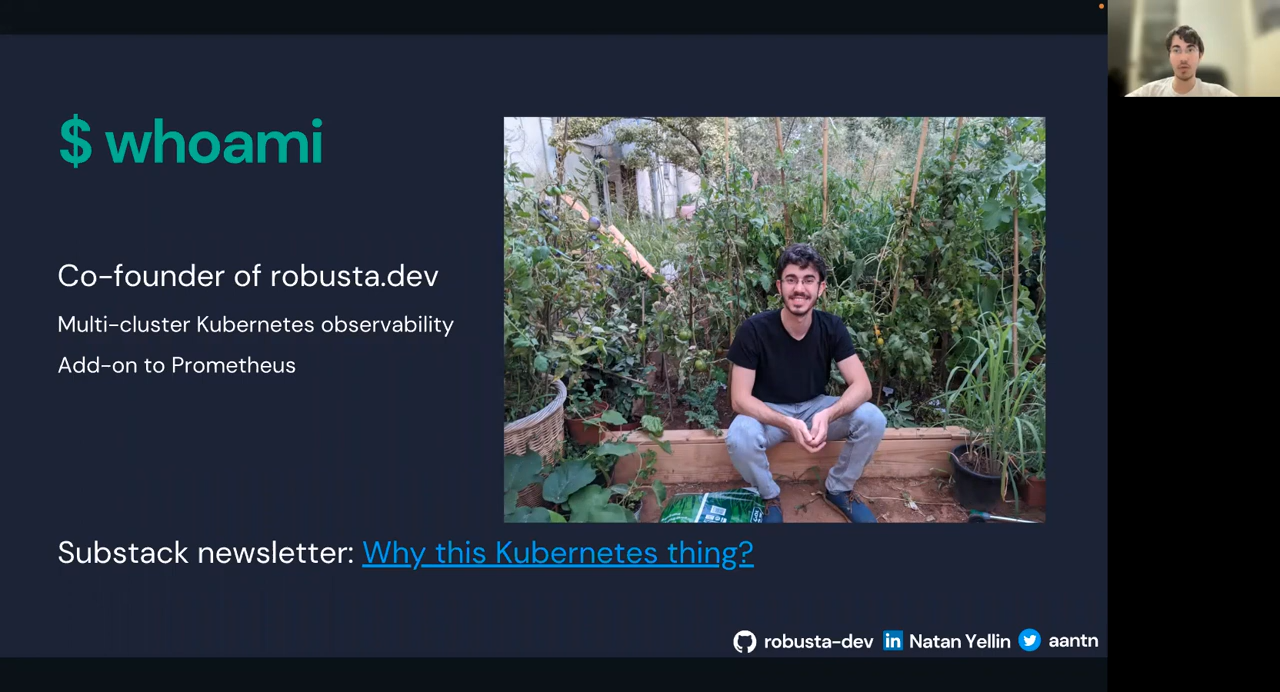 $ whoami
Co-founder of robusta.dev
Multi-cluster Kubernetes observability
Add-on to Prometheus
Substack newsletter: Why this Kubernetes thing?
robusta-dev in Natan Yellin aantn